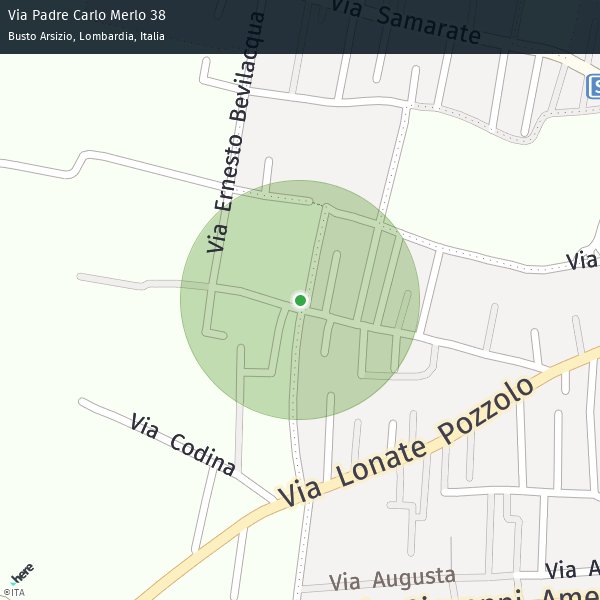 Via Padre Carlo Merlo 38
Busto Arsizio, Lombardia, Italia
Via Samarate
S
Via Ernesto Bevilacqua
Via
Via Lonate Pozzolo
Via Codina
Via Augusta
Via A
here
©ITA